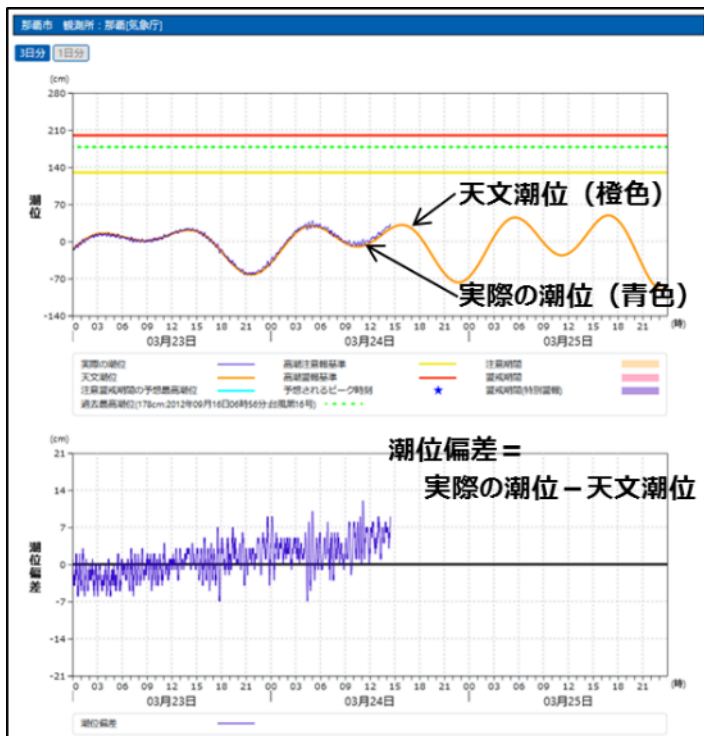 那覇市 観測所：那覇[気象庁]
3日分 1日分
(cm)
280
210
140
70
0
-70
-140
潮位
天文潮位（橙色）
実際の潮位（青色）
0 03 06 09 12 15 18 21 00 03 06 09 12 15 18 21 00 03 06 09 12 15 18 21 (時)
03月23日 03月24日 03月25日
実際の潮位 高潮注意報基準 注意期間
天文潮位 高潮警報基準 警戒期間
注意警戒期間の予想最高潮位 予想されるピーク時刻 ★ 警戒期間(特別警報)
過去最高潮位(178cm:2012年09月16日06時56分:台風第16号)
(cm)
21
14
7
0
-7
-14
-21
潮位偏差
潮位偏差＝
実際の潮位－天文潮位
0 03 06 09 12 15 18 21 00 03 06 09 12 15 18 21 00 03 06 09 12 15 18 21 (時)
03月23日 03月24日 03月25日
潮位偏差